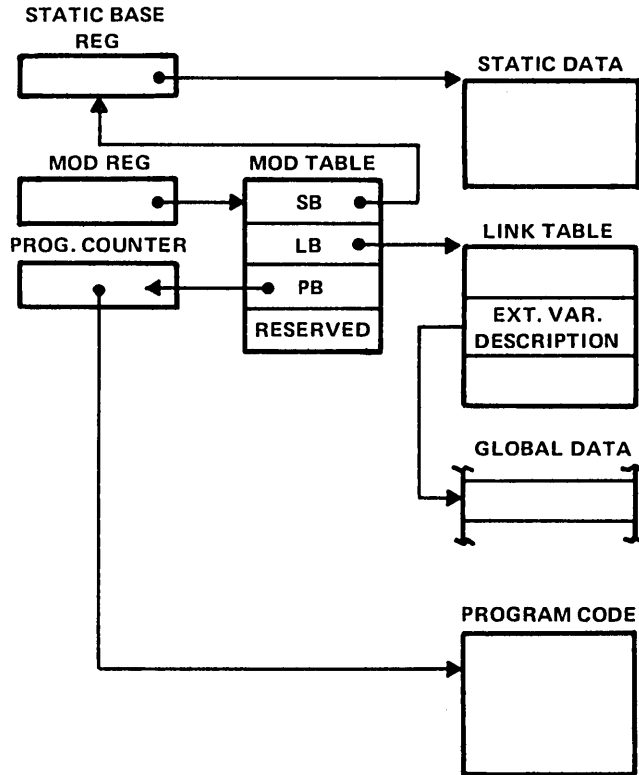 STATIC BASE
REG
STATIC DATA
MOD REG
MOD TABLE
SB
LINK TABLE
PROG. COUNTER
LB
PB
EXT. VAR.
DESCRIPTION
RESERVED
GLOBAL DATA
PROGRAM CODE